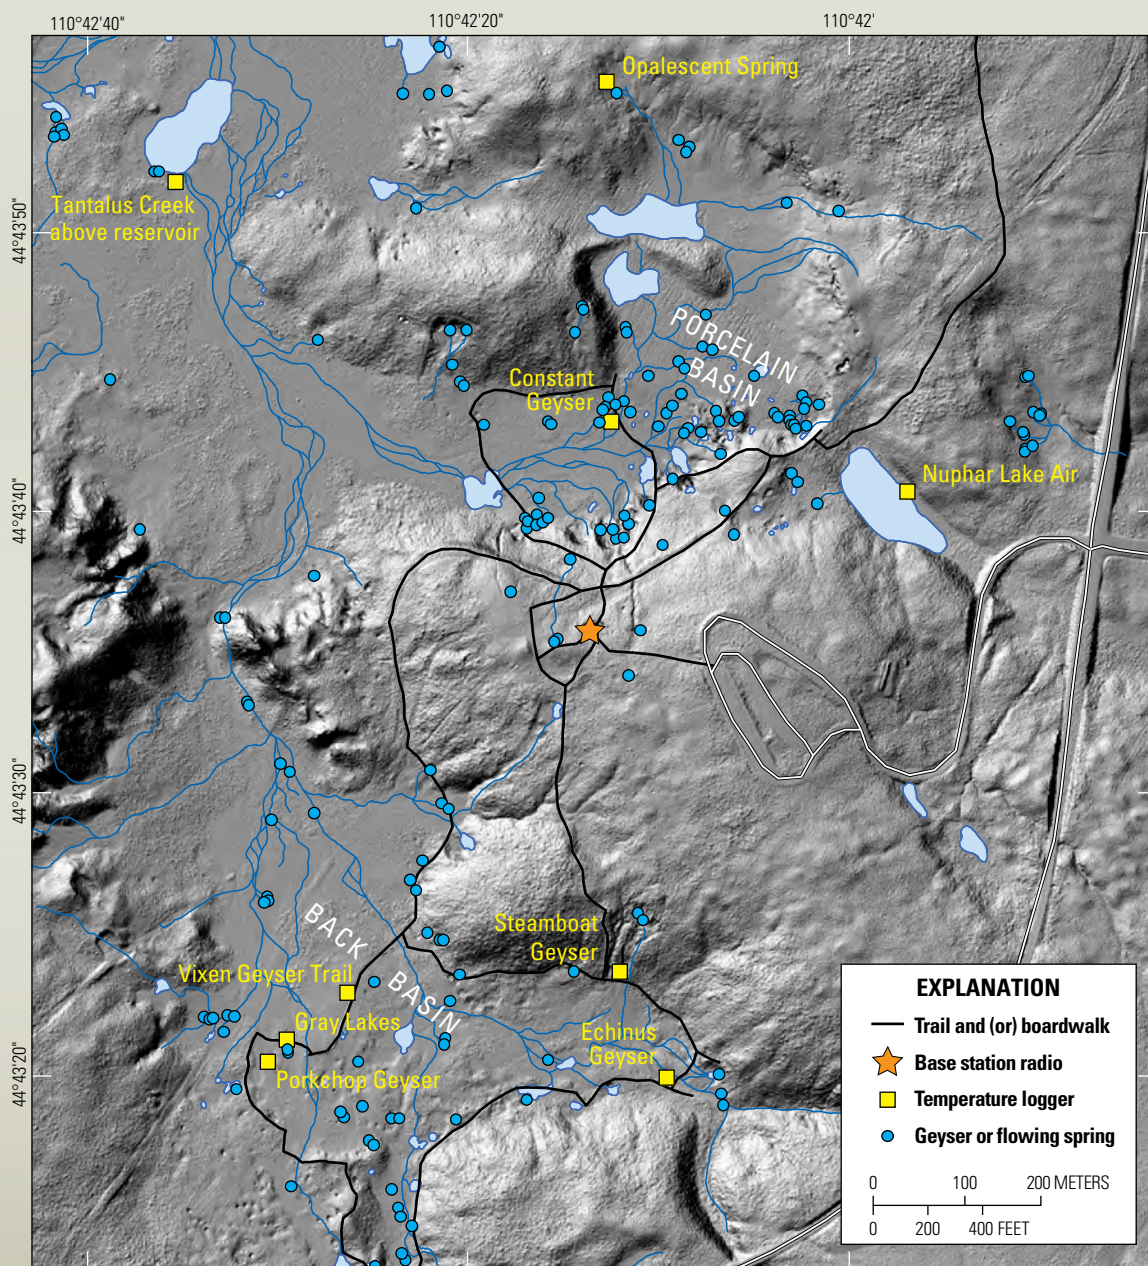 110°42'40"
110°42'20"
110°42'
Opalescent Spring
Tantalus Creek
above reservoir
44°43'50"
PORCELAIN
BASIN
Constant
Geyser
Nuphar Lake Air
44°43'40"
44°43'30"
Steamboat
Geyser
BACK
BASIN
Vixen Geyser Trail
Gray Lakes
Echinus
Geyser
Porkchop Geyser
44°43'20"
EXPLANATION
Trail and (or) boardwalk
Base station radio
Temperature logger
Geyser or flowing spring
0 100 200 METERS
0 200 400 FEET